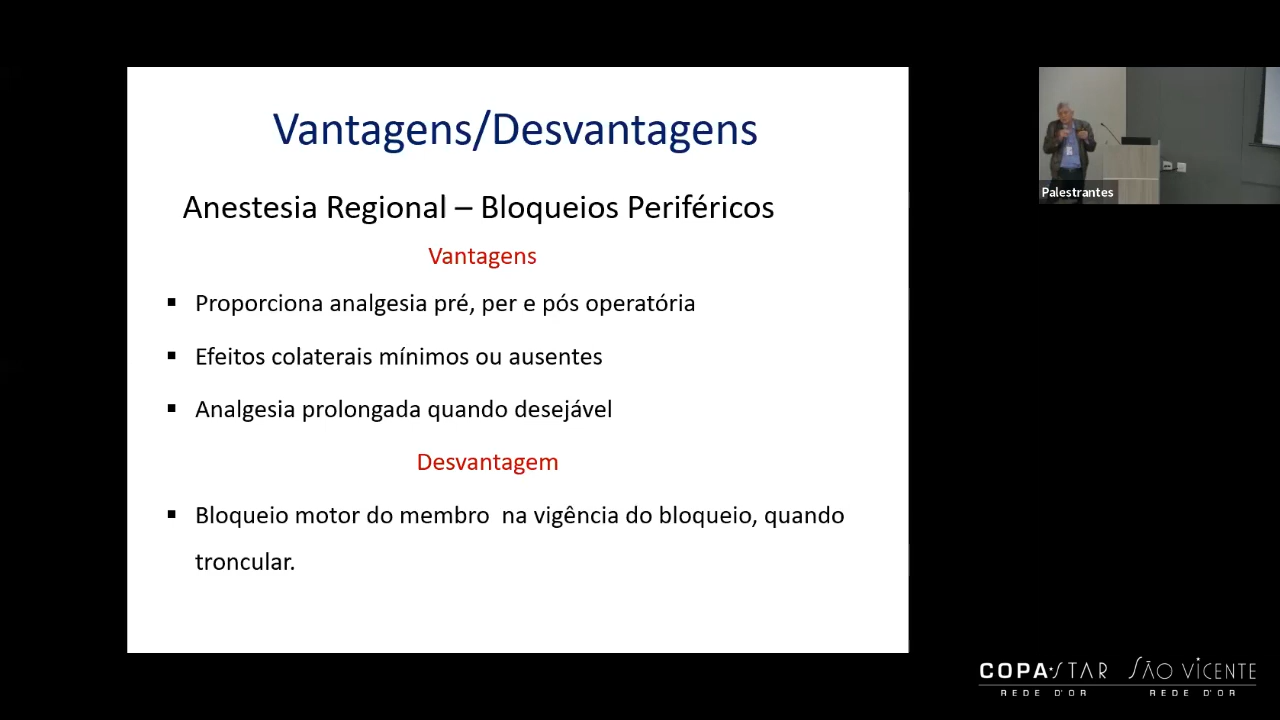 Vantagens/Desvantagens
Anestesia Regional – Bloqueios Periféricos
Vantagens
▪ Proporciona analgesia pré, per e pós operatória
▪ Efeitos colaterais mínimos ou ausentes
▪ Analgesia prolongada quando desejável
Desvantagem
▪ Bloqueio motor do membro na vigência do bloqueio, quando
troncular.
Palestrantes
COPA STAR SÃO VICENTE
REDE D'OR REDE D'OR